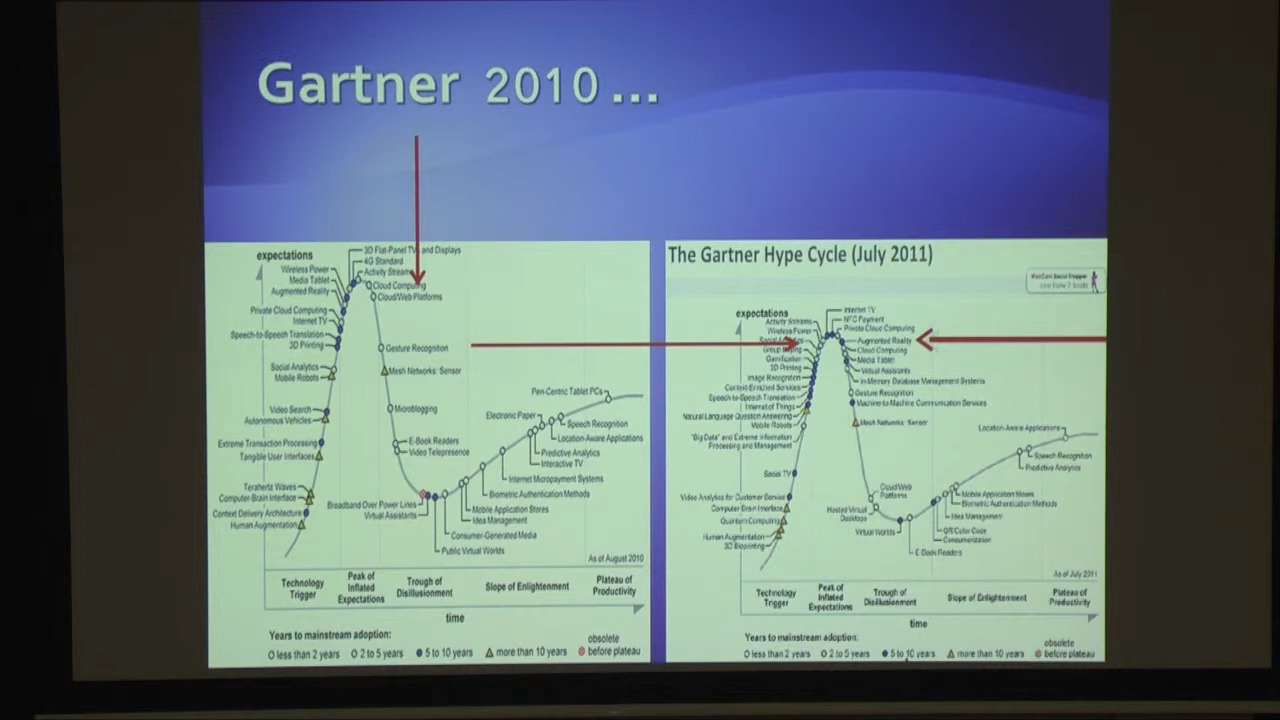 Gartner 2010 ...
expectations
3D Flat-Panel TVs and Displays
4G Standard
Activity Streams
Wireless Power
Media Tablet
Augmented Reality
Cloud Computing
Cloud/Web Platforms
Private Cloud Computing
Internet TV
Speech-to-Speech Translation
3D Printing
Gesture Recognition
Social Analytics
Mobile Robots
Mesh Networks: Sensor
Video Search
Autonomous Vehicles
Microblogging
Extreme Transaction Processing
Tangible User Interfaces
E-Book Readers
Video Telepresence
Terahertz Waves
Computer-Brain Interface
Context Delivery Architecture
Human Augmentation
Broadband Over Power Lines
Virtual Assistants
Public Virtual Worlds
Consumer-Generated Media
Idea Management
Mobile Application Stores
Biometric Authentication Methods
Internet Micropayment Systems
Interactive TV
Predictive Analytics
Electronic Paper
Location-Aware Applications
Speech Recognition
Pen-Centric Tablet PCs
As of August 2010
Technology Trigger
Peak of Inflated Expectations
Trough of Disillusionment
Slope of Enlightenment
Plateau of Productivity
time
Years to mainstream adoption:
less than 2 years
2 to 5 years
5 to 10 years
more than 10 years
obsolete before plateau
The Gartner Hype Cycle (July 2011)
expectations
Internet TV
NFC Payment
Private Cloud Computing
Activity Streams
Wireless Power
Augmented Reality
Group Buying
Cloud Computing
Gamification
Media Tablet
3D Printing
Virtual Assistants
Image Recognition
In-Memory Database Management Systems
Context-Enriched Services
Gesture Recognition
Speech-to-Speech Translation
Machine-to-Machine Communication Services
Internet of Things
Natural Language Question Answering
Mobile Robots
Mesh Networks: Sensor
"Big Data" and Extreme Information
Processing and Management
Social TV
Video Analytics for Customer Service
Computer-Brain Interface
Quantum Computing
Human Augmentation
3D Bioprinting
Cloud/Web
Platforms
Hosted Virtual
Desktops
Virtual Worlds
E-Book Readers
Consumerization
QR/Color Code
Idea Management
Biometric Authentication Methods
Mobile Application Stores
Predictive Analytics
Speech Recognition
Location-Aware Applications
As of July 2011
Technology Trigger
Peak of Inflated Expectations
Trough of Disillusionment
Slope of Enlightenment
Plateau of Productivity
time
Years to mainstream adoption:
less than 2 years
2 to 5 years
5 to 10 years
more than 10 years
obsolete before plateau